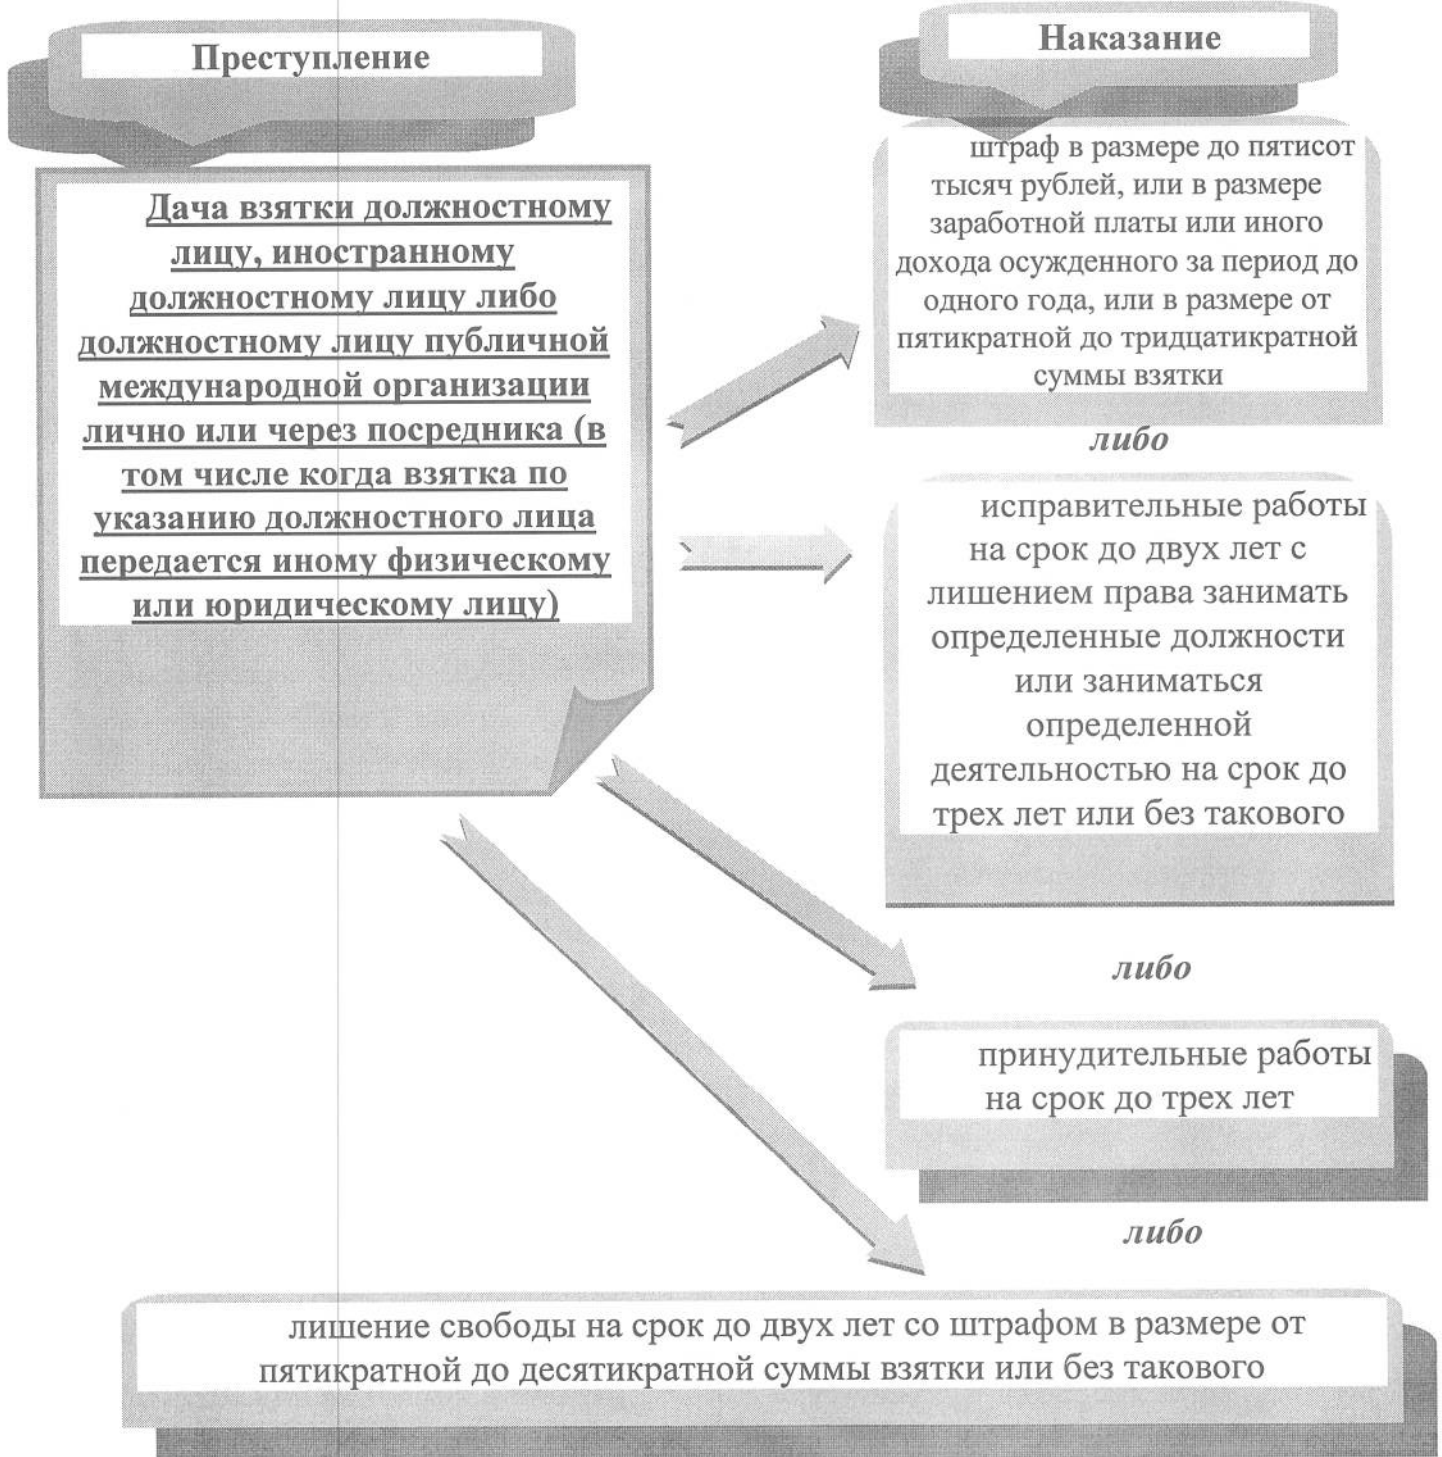 Преступление
Дача взятки должностному
лицу, иностранному
должностному лицу либо
должностному лицу публичной
международной организации
лично или через посредника (в
том числе когда взятка по
указанию должностного лица
передается иному физическому
или юридическому лицу)
Наказание
штраф в размере до пятисот
тысяч рублей, или в размере
заработной платы или иного
дохода осужденного за период до
одного года, или в размере от
пятикратной до тридцатикратной
суммы взятки
либо
исправительные работы
на срок до двух лет с
лишением права занимать
определенные должности
или заниматься
определенной
деятельностью на срок до
трех лет или без такового
либо
принудительные работы
на срок до трех лет
либо
лишение свободы на срок до двух лет со штрафом в размере от
пятикратной до десятикратной суммы взятки или без такового